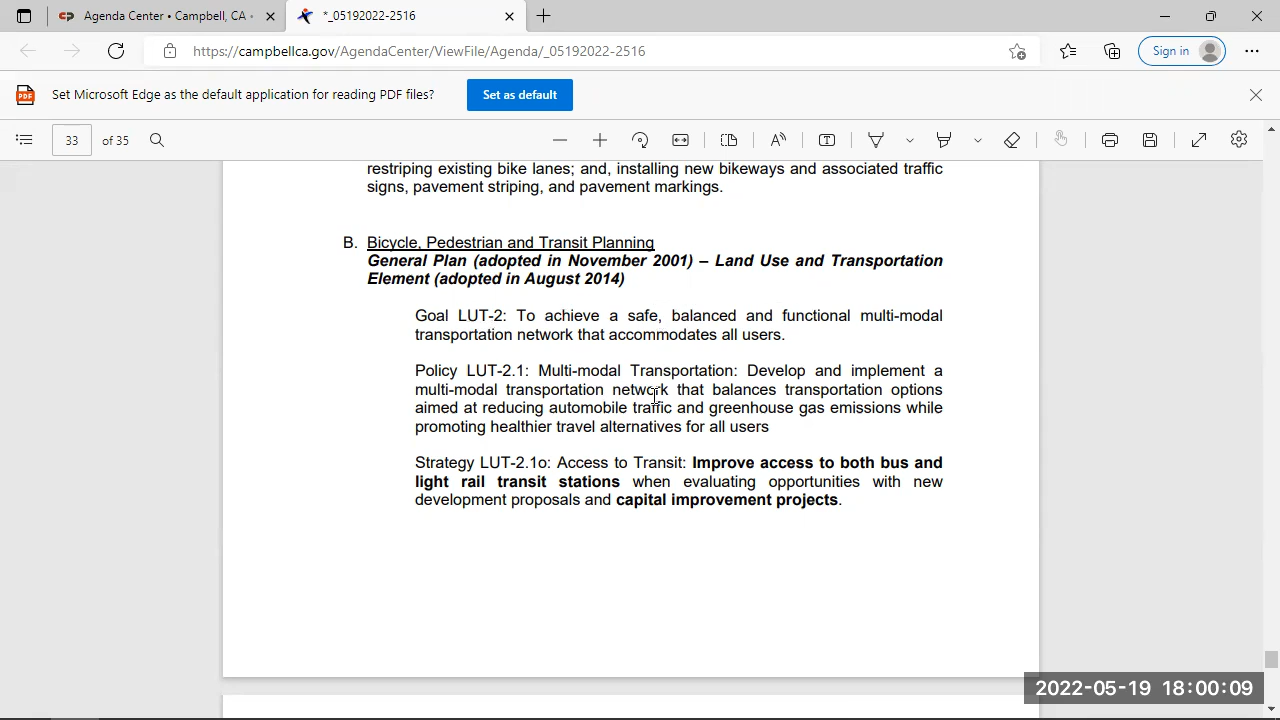 Agenda Center • Campbell, CA •
*_05192022-2516
https://campbellca.gov/AgendaCenter/ViewFile/Agenda/_05192022-2516
Sign in
PDF
Set Microsoft Edge as the default application for reading PDF files?
Set as default
33 of 35
restriping existing bike lanes; and, installing new bikeways and associated traffic
signs, pavement striping, and pavement markings.
B. Bicycle, Pedestrian and Transit Planning
General Plan (adopted in November 2001) – Land Use and Transportation
Element (adopted in August 2014)
Goal LUT-2: To achieve a safe, balanced and functional multi-modal
transportation network that accommodates all users.
Policy LUT-2.1: Multi-modal Transportation: Develop and implement a
multi-modal transportation network that balances transportation options
aimed at reducing automobile traffic and greenhouse gas emissions while
promoting healthier travel alternatives for all users
Strategy LUT-2.1o: Access to Transit: Improve access to both bus and
light rail transit stations when evaluating opportunities with new
development proposals and capital improvement projects.
2022-05-19 18:00:09